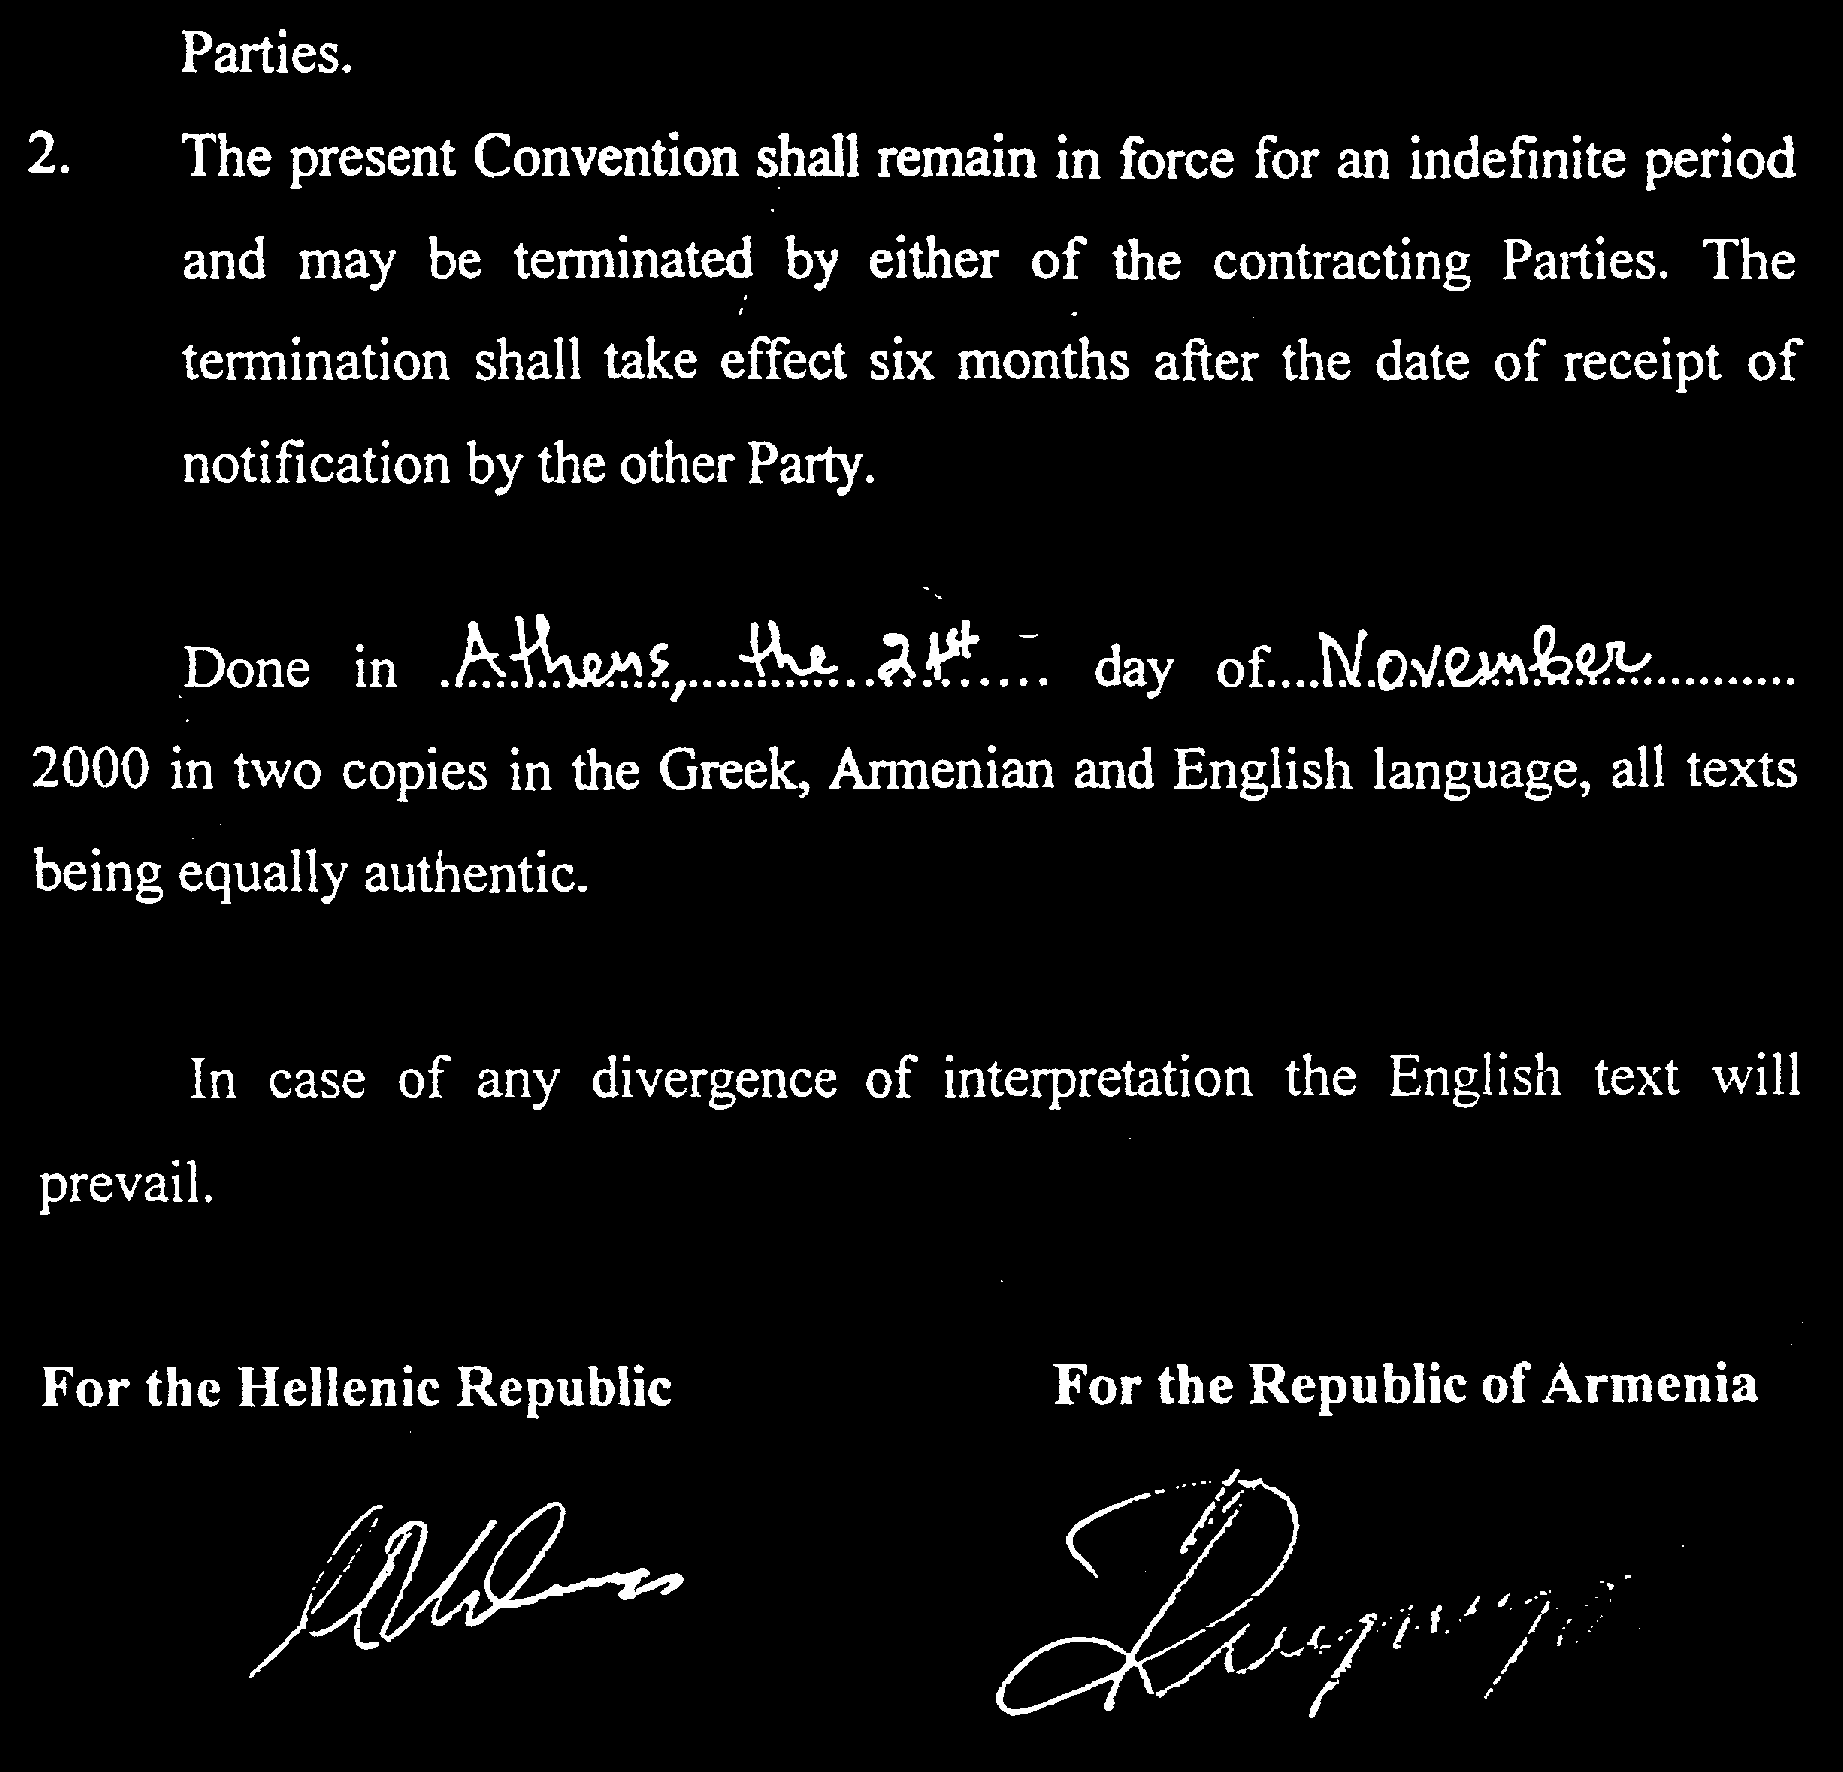 Parties.
2. The present Convention shall remain in force for an indefinite period
and may be terminated by either of the contracting Parties. The
termination shall take effect six months after the date of receipt of
notification by the other Party.
Done in .Athens, the 21st..... day of....November............
2000 in two copies in the Greek, Armenian and English language, all texts
being equally authentic.
In case of any divergence of interpretation the English text will
prevail.
For the Hellenic Republic For the Republic of Armenia